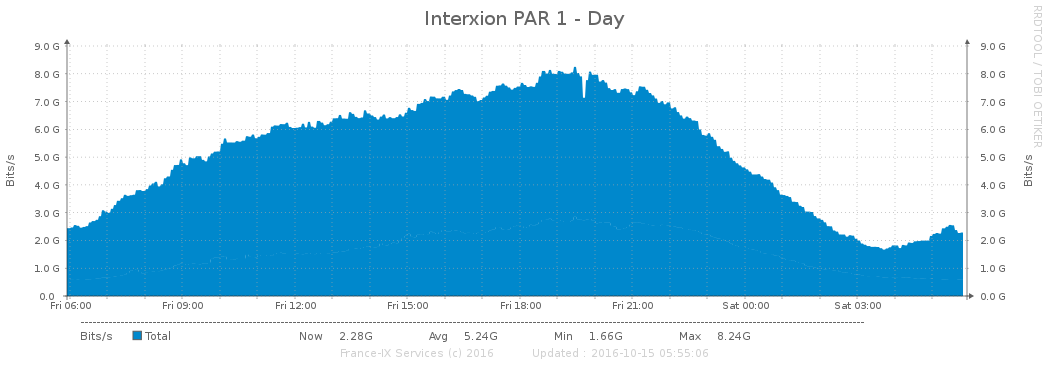 Interxion PAR 1 - Day
RRDTOOL / TOBI OETIKER
Bits/s
9.0 G
8.0 G
7.0 G
6.0 G
5.0 G
4.0 G
3.0 G
2.0 G
1.0 G
0.0
9.0 G
8.0 G
7.0 G
6.0 G
5.0 G
4.0 G
3.0 G
2.0 G
1.0 G
0.0 G
Bits/s
Fri 06:00 Fri 09:00 Fri 12:00 Fri 15:00 Fri 18:00 Fri 21:00 Sat 00:00 Sat 03:00
Bits/s Total Now 2.28G Avg 5.24G Min 1.66G Max 8.24G
France-IX Services (c) 2016 Updated : 2016-10-15 05:55:06